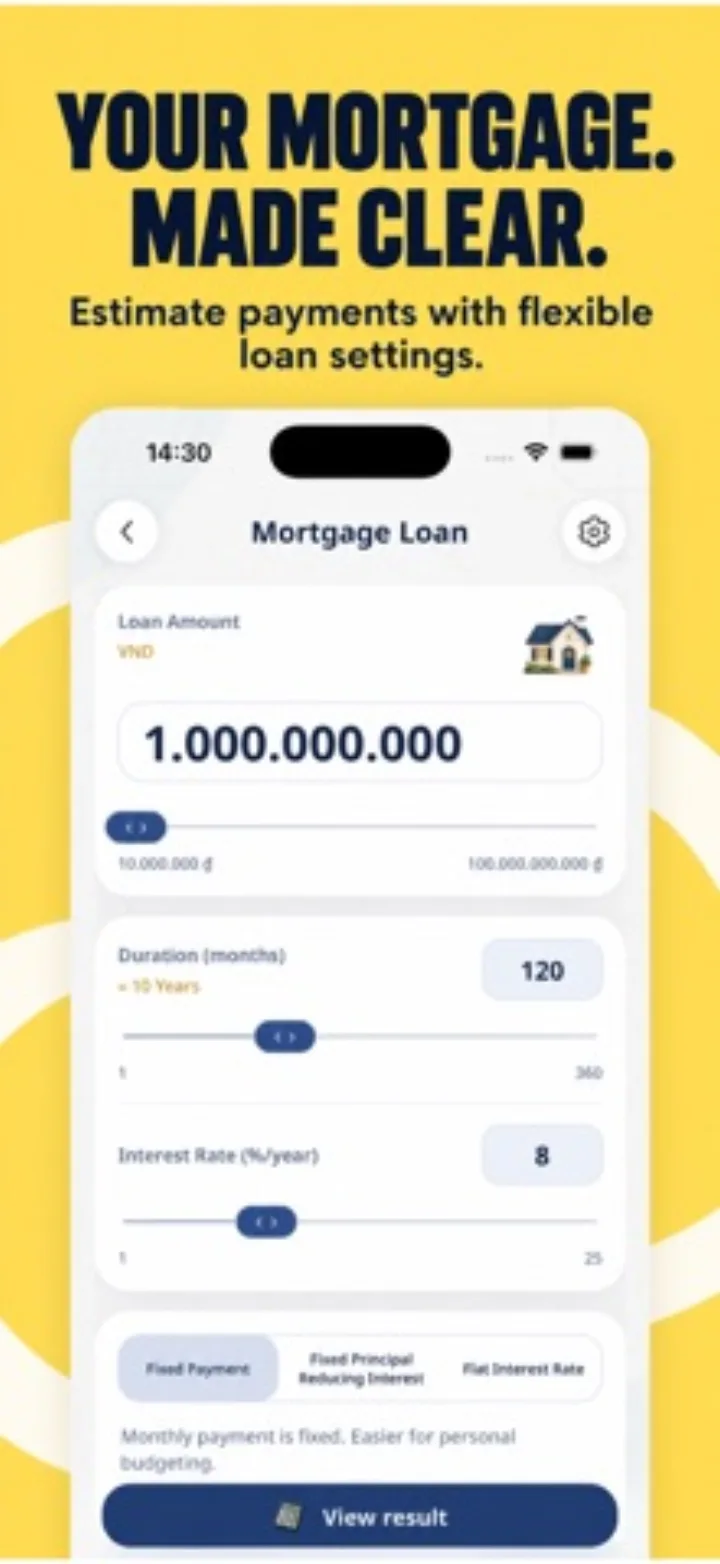 YOUR MORTGAGE.
MADE CLEAR.
Estimate payments with flexible
loan settings.
14:30
Mortgage Loan
Loan Amount
VND
1.000.000.000
10.000.000 ₫
100.000.000.000 ₫
Duration (months)
≈ 10 Years
120
1
360
Interest Rate (%/year)
8
1
25
Fixed Payment
Fixed Principal
Reducing Interest
Flat Interest Rate
Monthly payment is fixed. Easier for personal
budgeting.
View result